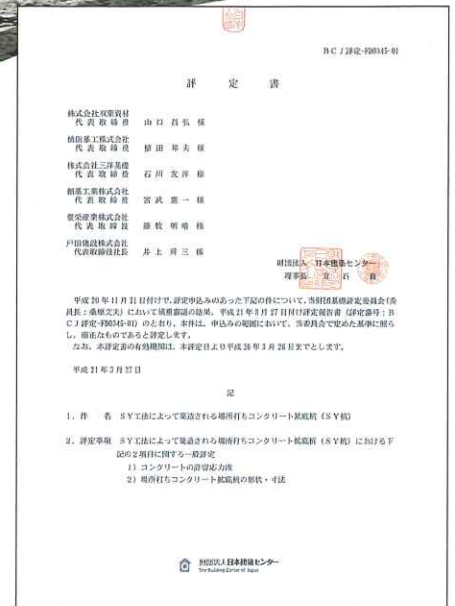 BCJ評定-FD0345-01
評定書
株式会社双葉資材
代表取締役 山口昌弘 様
植田基工株式会社
代表取締役 植田 様
株式会社三洋基礎
代表取締役 石川 様
創基工業株式会社
代表取締役 宮武憲一 様
代表取締役 藤牧明 様
戸田建設株式会社
代表取締役社長 井上舜三 様
財団法人 日本建築センター
理事長 立石 真
平成20年11月21日付けで、評定申込みのあった下記の件について、当財団基礎評定委員会(委
員長:桑原文夫)において慎重審議の結果、平成21年3月27日付け評定報告書(評定番号:B
CJ評定-FD0345-01)のとおり、本件は、申込みの範囲において、当委員会で定めた基準に照ら
し、適正なものであると評定します。
なお、本評定書の有効期間は、本評定日より平成26年3月26日までとします。
平成21年3月27日
記
1.件 名 SY工法によって築造される場所打ちコンクリート拡底杭(SY杭)
2.評定事項 SY工法によって築造される場所打ちコンクリート拡底杭(SY杭)における下
記の2項目に関する一般評定
1)コンクリートの許容応力度
2)場所打ちコンクリート拡底杭の形状・寸法
財団法人日本建築センター
The Building Center of Japan